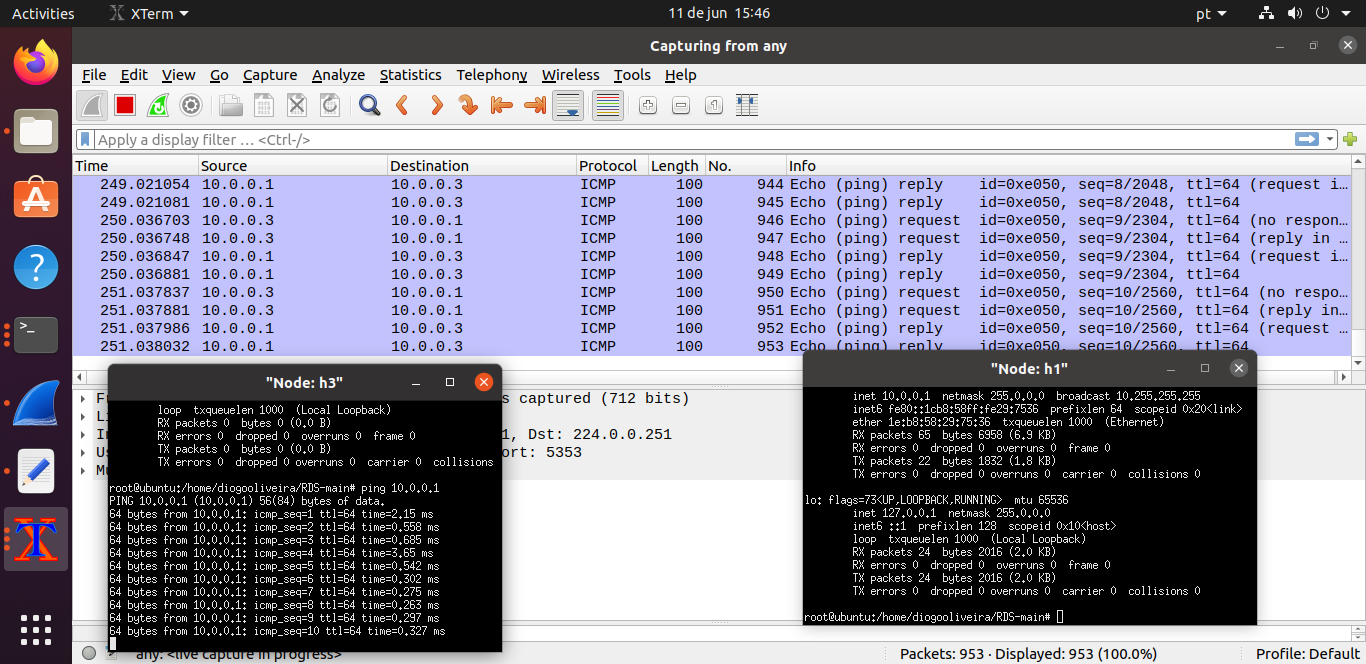 Activities XTerm 11 de jun 15:46 pt
Capturing from any
File Edit View Go Capture Analyze Statistics Telephony Wireless Tools Help
Apply a display filter … <Ctrl-/>
Time Source Destination Protocol Length No. Info
249.021054 10.0.0.1 10.0.0.3 ICMP 100 944 Echo (ping) reply id=0xe050, seq=8/2048, ttl=64 (request i…
249.021081 10.0.0.1 10.0.0.3 ICMP 100 945 Echo (ping) reply id=0xe050, seq=8/2048, ttl=64
250.036703 10.0.0.3 10.0.0.1 ICMP 100 946 Echo (ping) request id=0xe050, seq=9/2304, ttl=64 (no respon…
250.036748 10.0.0.3 10.0.0.1 ICMP 100 947 Echo (ping) request id=0xe050, seq=9/2304, ttl=64 (reply in …
250.036847 10.0.0.1 10.0.0.3 ICMP 100 948 Echo (ping) reply id=0xe050, seq=9/2304, ttl=64 (request i…
250.036881 10.0.0.1 10.0.0.3 ICMP 100 949 Echo (ping) reply id=0xe050, seq=9/2304, ttl=64
251.037837 10.0.0.3 10.0.0.1 ICMP 100 950 Echo (ping) request id=0xe050, seq=10/2560, ttl=64 (no respo…
251.037881 10.0.0.3 10.0.0.1 ICMP 100 951 Echo (ping) request id=0xe050, seq=10/2560, ttl=64 (reply in…
251.037986 10.0.0.1 10.0.0.3 ICMP 100 952 Echo (ping) reply id=0xe050, seq=10/2560, ttl=64 (request …
251.038032 10.0.0.1 10.0.0.3 ICMP 100 953 Echo (ping) reply id=0xe050, seq=10/2560, ttl=64
s captured (712 bits)
1, Dst: 224.0.0.251
ort: 5353
"Node: h3"
loop txqueuelen 1000 (Local Loopback)
RX packets 0 bytes 0 (0.0 B)
RX errors 0 dropped 0 overruns 0 frame 0
TX packets 0 bytes 0 (0.0 B)
TX errors 0 dropped 0 overruns 0 carrier 0 collisions
root@ubuntu:/home/diogooliveira/RDS-main# ping 10.0.0.1
PING 10.0.0.1 (10.0.0.1) 56(84) bytes of data.
64 bytes from 10.0.0.1: icmp_seq=1 ttl=64 time=2.15 ms
64 bytes from 10.0.0.1: icmp_seq=2 ttl=64 time=0.558 ms
64 bytes from 10.0.0.1: icmp_seq=3 ttl=64 time=0.685 ms
64 bytes from 10.0.0.1: icmp_seq=4 ttl=64 time=3.65 ms
64 bytes from 10.0.0.1: icmp_seq=5 ttl=64 time=0.542 ms
64 bytes from 10.0.0.1: icmp_seq=6 ttl=64 time=0.302 ms
64 bytes from 10.0.0.1: icmp_seq=7 ttl=64 time=0.275 ms
64 bytes from 10.0.0.1: icmp_seq=8 ttl=64 time=0.263 ms
64 bytes from 10.0.0.1: icmp_seq=9 ttl=64 time=0.297 ms
64 bytes from 10.0.0.1: icmp_seq=10 ttl=64 time=0.327 ms
"Node: h1"
inet 10.0.0.1 netmask 255.0.0.0 broadcast 10.255.255.255
inet6 fe80::1cb8:58ff:fe29:7536 prefixlen 64 scopeid 0x20<link>
ether 1e:b8:58:29:75:36 txqueuelen 1000 (Ethernet)
RX packets 65 bytes 6958 (6.9 KB)
RX errors 0 dropped 0 overruns 0 frame 0
TX packets 22 bytes 1832 (1.8 KB)
TX errors 0 dropped 0 overruns 0 carrier 0 collisions 0
lo: flags=73<UP,LOOPBACK,RUNNING> mtu 65536
inet 127.0.0.1 netmask 255.0.0.0
inet6 ::1 prefixlen 128 scopeid 0x10<host>
loop txqueuelen 1000 (Local Loopback)
RX packets 24 bytes 2016 (2.0 KB)
RX errors 0 dropped 0 overruns 0 frame 0
TX packets 24 bytes 2016 (2.0 KB)
TX errors 0 dropped 0 overruns 0 carrier 0 collisions 0
root@ubuntu:/home/diogooliveira/RDS-main#
any: <live capture in progress> Packets: 953 · Displayed: 953 (100.0%) Profile: Default